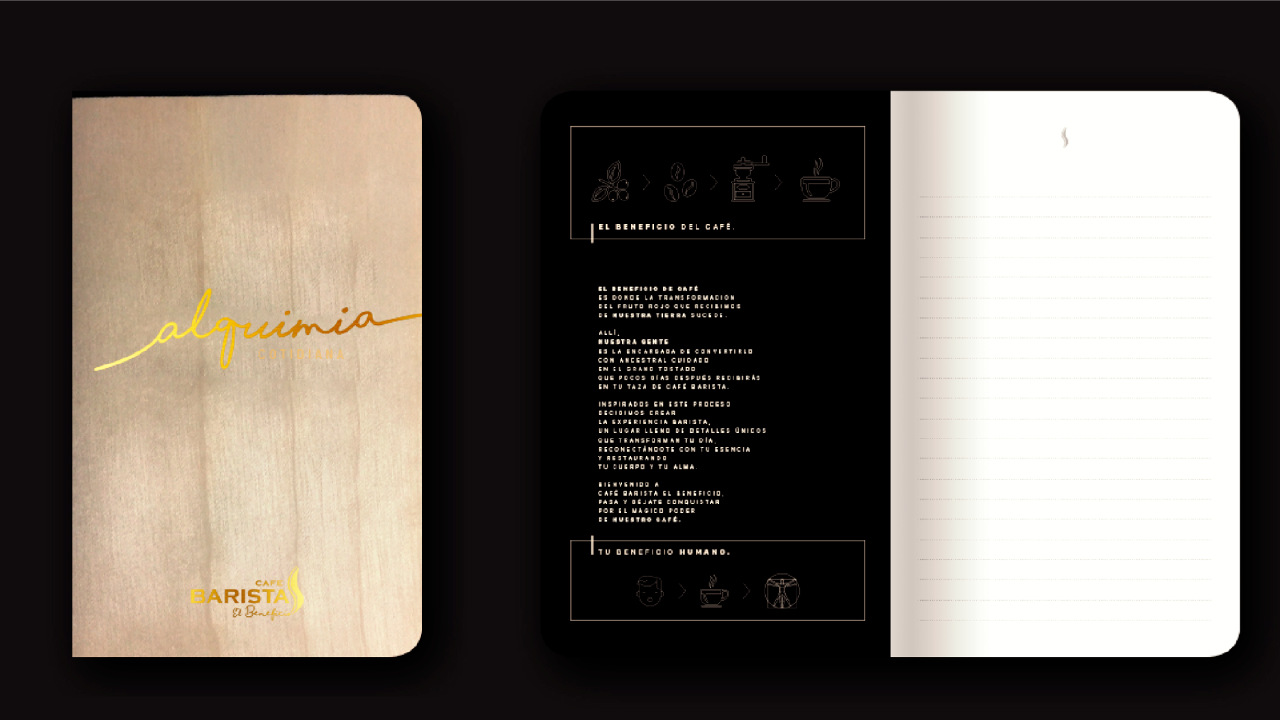 alquimia
CAFÉ
BARISTA
El Beneficio
EL BENEFICIO DEL CAFÉ.
EL BENEFICIO DE CAFÉ
ES DONDE LA TRANSFORMACIÓN
DEL FRUTO ROJO QUE RECIBIMOS
DE NUESTRA TIERRA SUCEDE.
ALLÍ,
NUESTRA GENTE
ES LA ENCARGADA DE CONVERTIRLO
CON ANCESTRAL CUIDADO
EN EL GRANO TOSTADO
QUE POCOS DÍAS DESPUÉS RECIBIRÁS
EN TU TAZA DE CAFÉ BARISTA.
INSPIRADOS EN ESTE PROCESO
DECIDIMOS CREAR
LA EXPERIENCIA BARISTA,
UN LUGAR LLENO DE DETALLES ÚNICOS
QUE TRANSFORMAN TU DÍA,
RECONECTÁNDOTE CON TU ESENCIA
Y RESTAURANDO
TU CUERPO Y TU ALMA.
BIENVENIDO A
CAFÉ BARISTA EL BENEFICIO,
PASA Y DÉJATE CONQUISTAR
POR EL MÁGICO PODER
DE NUESTRO CAFÉ.
TU BENEFICIO HUMANO.